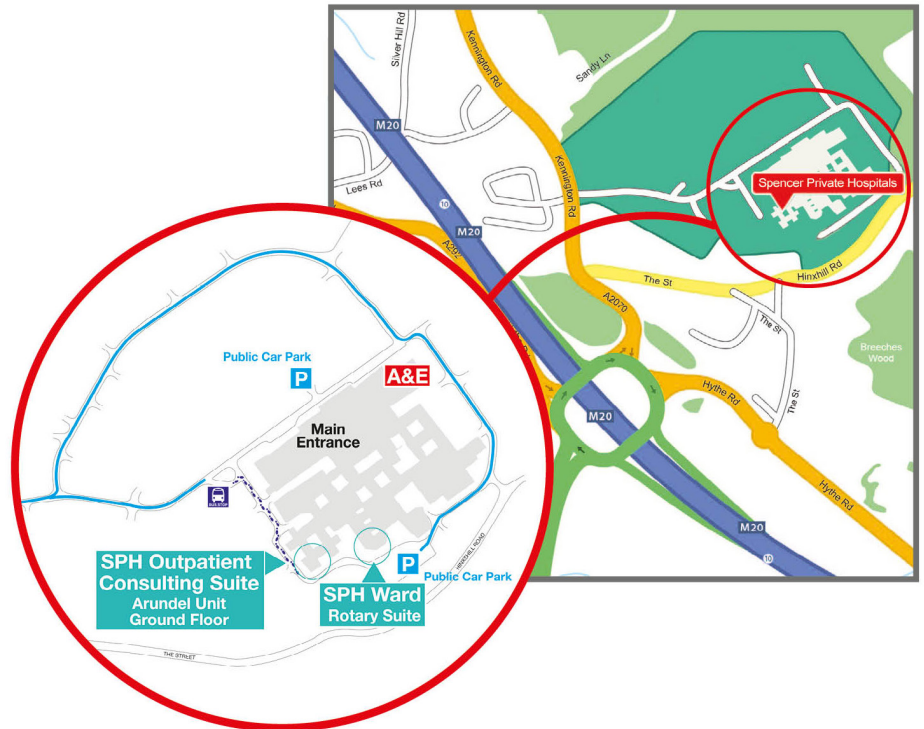 Silver Hill Rd
Kennington Rd
Sandy Ln
M20
Kennington Rd
Lees Rd
10
M20
A292
Spencer Private Hospitals
Hinxhill Rd
The St
The St
A2070
Breeches
Wood
The St
M20
Hythe Rd
Hythe Rd
M20
10
Public Car Park
P
A&E
Main
Entrance
BUS STOP
HINXHILL ROAD
SPH Outpatient
Consulting Suite
Arundel Unit
Ground Floor
SPH Ward
Rotary Suite
P
Public Car Park
THE STREET